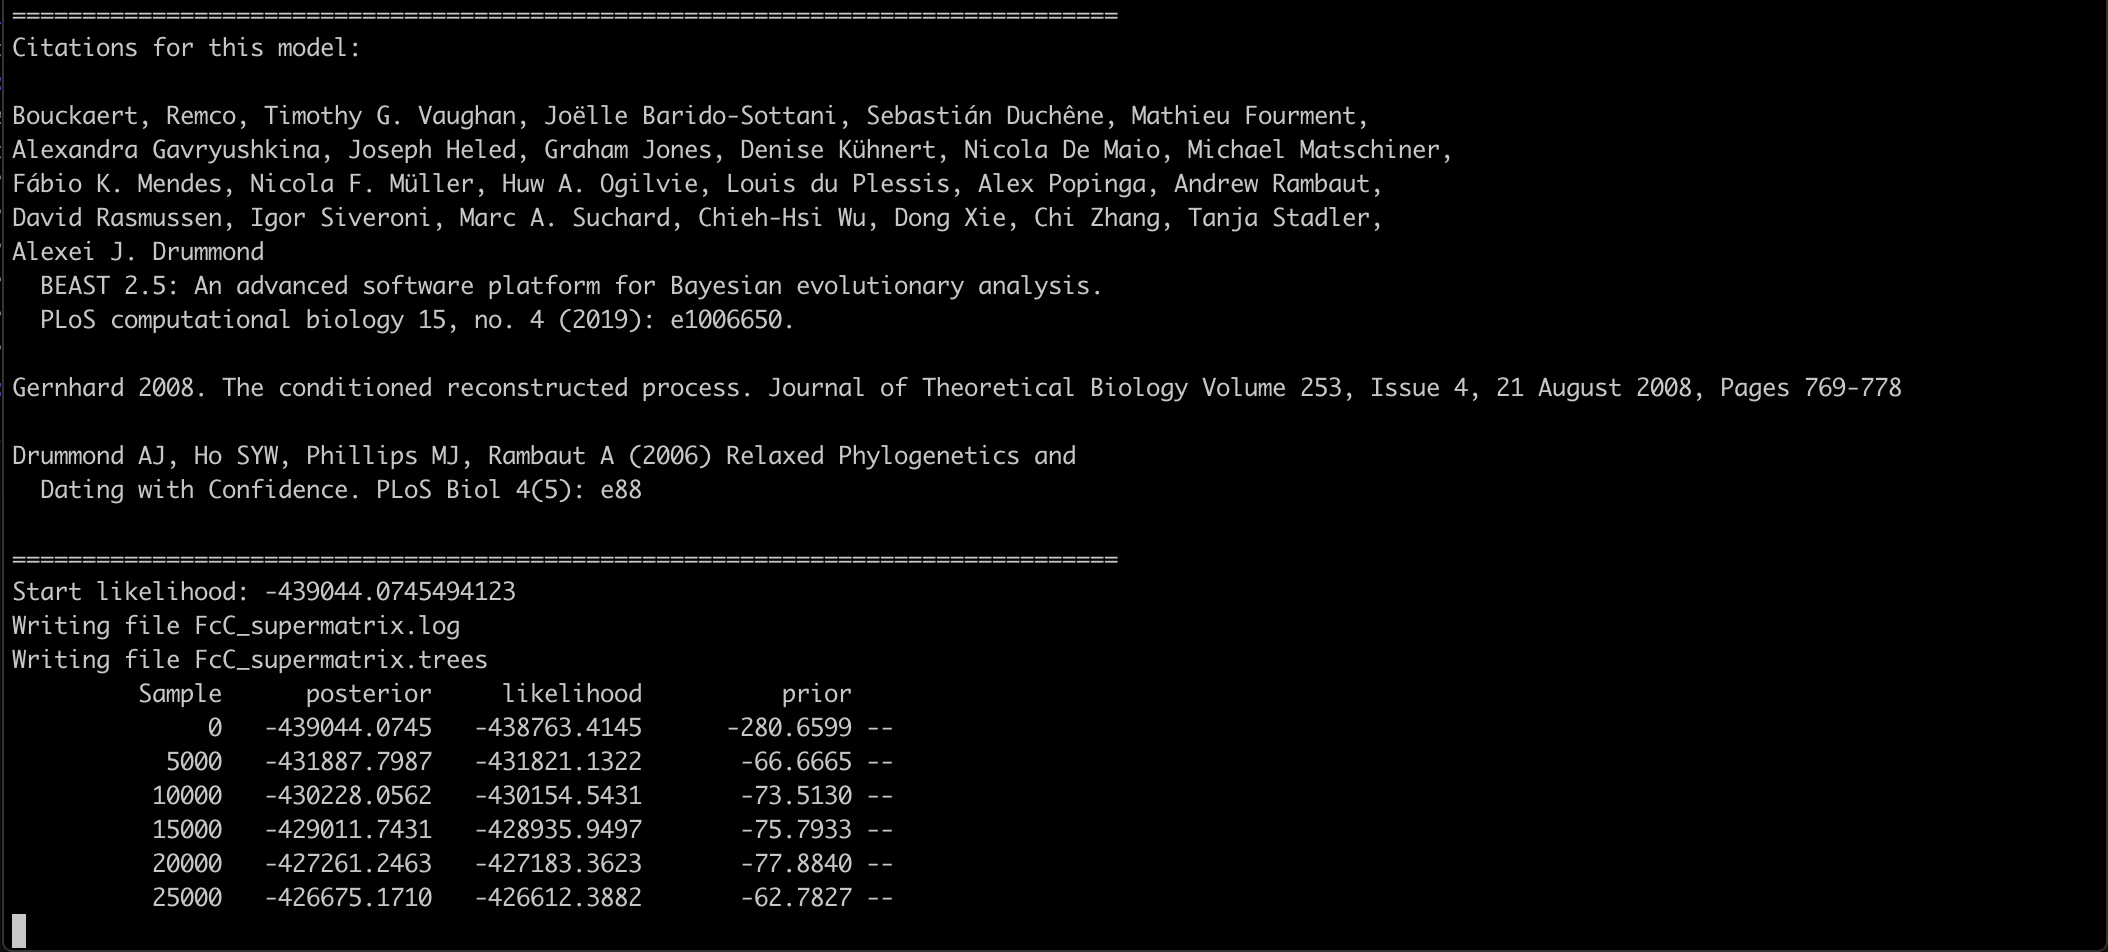 ===============================================================================
Citations for this model:
Bouckaert, Remco, Timothy G. Vaughan, Joëlle Barido-Sottani, Sebastián Duchêne, Mathieu Fourment,
Alexandra Gavryushkina, Joseph Heled, Graham Jones, Denise Kühnert, Nicola De Maio, Michael Matschiner,
Fábio K. Mendes, Nicola F. Müller, Huw A. Ogilvie, Louis du Plessis, Alex Popinga, Andrew Rambaut,
David Rasmussen, Igor Siveroni, Marc A. Suchard, Chieh-Hsi Wu, Dong Xie, Chi Zhang, Tanja Stadler,
Alexei J. Drummond
  BEAST 2.5: An advanced software platform for Bayesian evolutionary analysis.
  PLoS computational biology 15, no. 4 (2019): e1006650.
Gernhard 2008. The conditioned reconstructed process. Journal of Theoretical Biology Volume 253, Issue 4, 21 August 2008, Pages 769-778
Drummond AJ, Ho SYW, Phillips MJ, Rambaut A (2006) Relaxed Phylogenetics and
  Dating with Confidence. PLoS Biol 4(5): e88
===============================================================================
Start likelihood: -439044.0745494123
Writing file FcC_supermatrix.log
Writing file FcC_supermatrix.trees
         Sample      posterior     likelihood          prior
              0   -439044.0745   -438763.4145      -280.6599 --
           5000   -431887.7987   -431821.1322       -66.6665 --
          10000   -430228.0562   -430154.5431       -73.5130 --
          15000   -429011.7431   -428935.9497       -75.7933 --
          20000   -427261.2463   -427183.3623       -77.8840 --
          25000   -426675.1710   -426612.3882       -62.7827 --